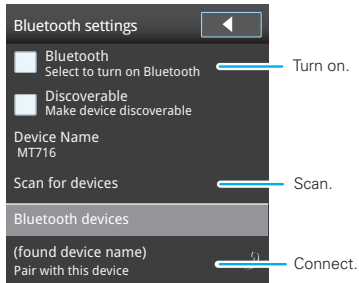 Bluetooth settings
Bluetooth
Select to turn on Bluetooth
Turn on.
Discoverable
Make device discoverable
Device Name
MT716
Scan for devices
Scan.
Bluetooth devices
(found device name)
Pair with this device
Connect.